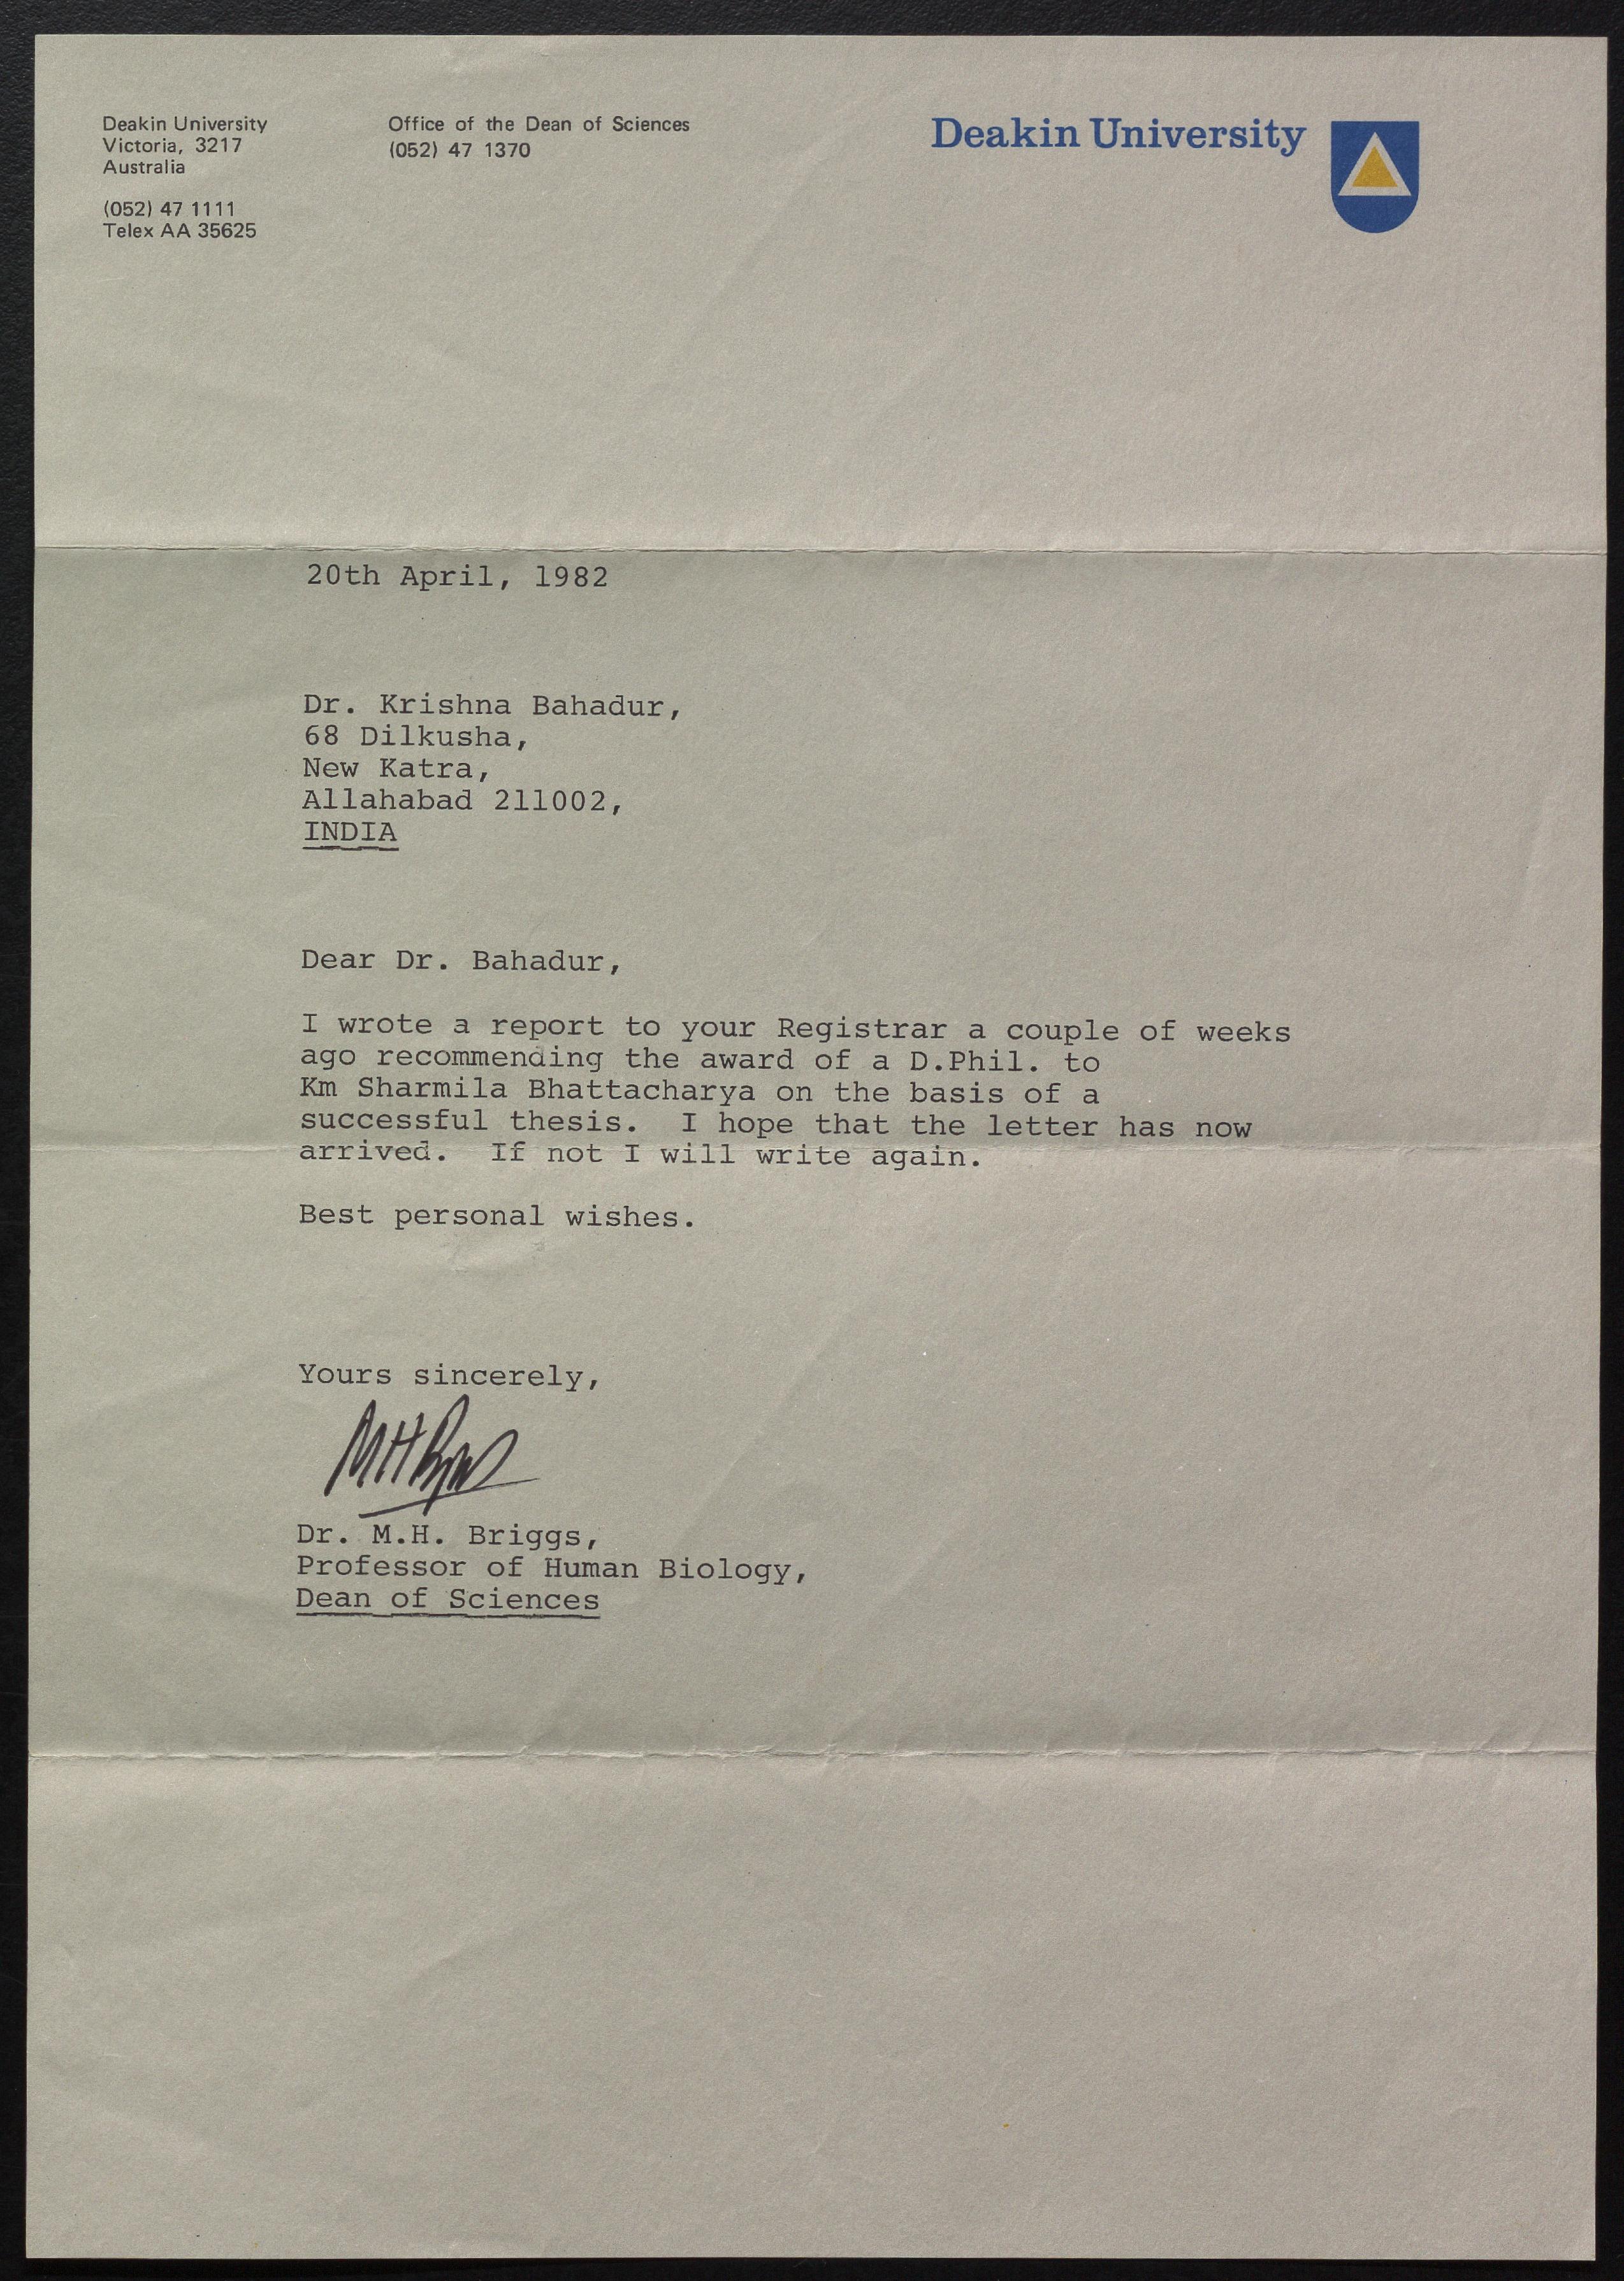 Deakin University
Victoria, 3217
Australia
(052) 47 1111
Telex AA 35625
Office of the Dean of Sciences
(052) 47 1370
Deakin University
20th April, 1982
Dr. Krishna Bahadur,
68 Dilkusha,
New Katra,
Allahabad 211002,
INDIA
Dear Dr. Bahadur,
I wrote a report to your Registrar a couple of weeks
ago recommending the award of a D.Phil. to
Km Sharmila Bhattacharya on the basis of a
successful thesis. I hope that the letter has now
arrived. If not I will write again.
Best personal wishes.
Yours sincerely,
MH Briggs
Dr. M.H. Briggs,
Professor of Human Biology,
Dean of Sciences